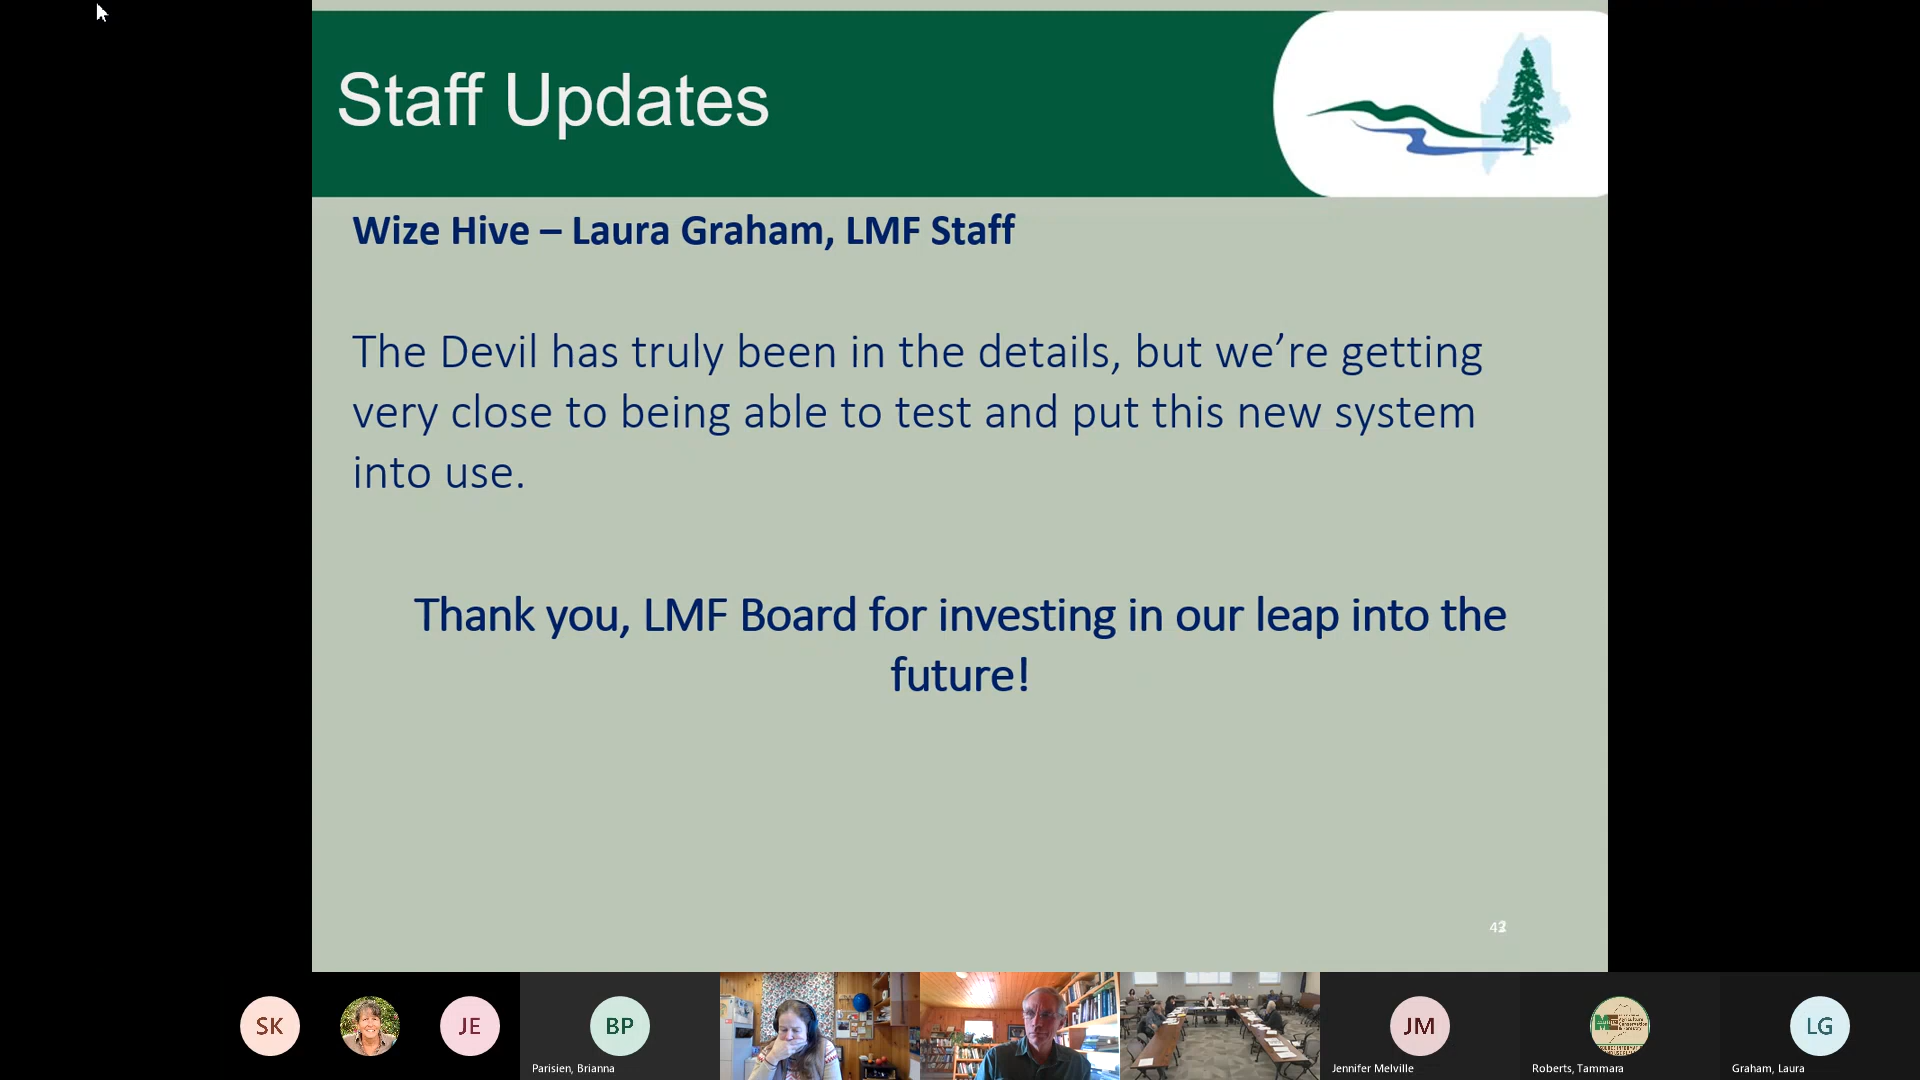 Staff Updates
Wize Hive – Laura Graham, LMF Staff
The Devil has truly been in the details, but we’re getting
very close to being able to test and put this new system
into use.
Thank you, LMF Board for investing in our leap into the
future!
SK
JE
BP
JM
LG
Parisien, Brianna
Jennifer Melville
Roberts, Tammara
Graham, Laura